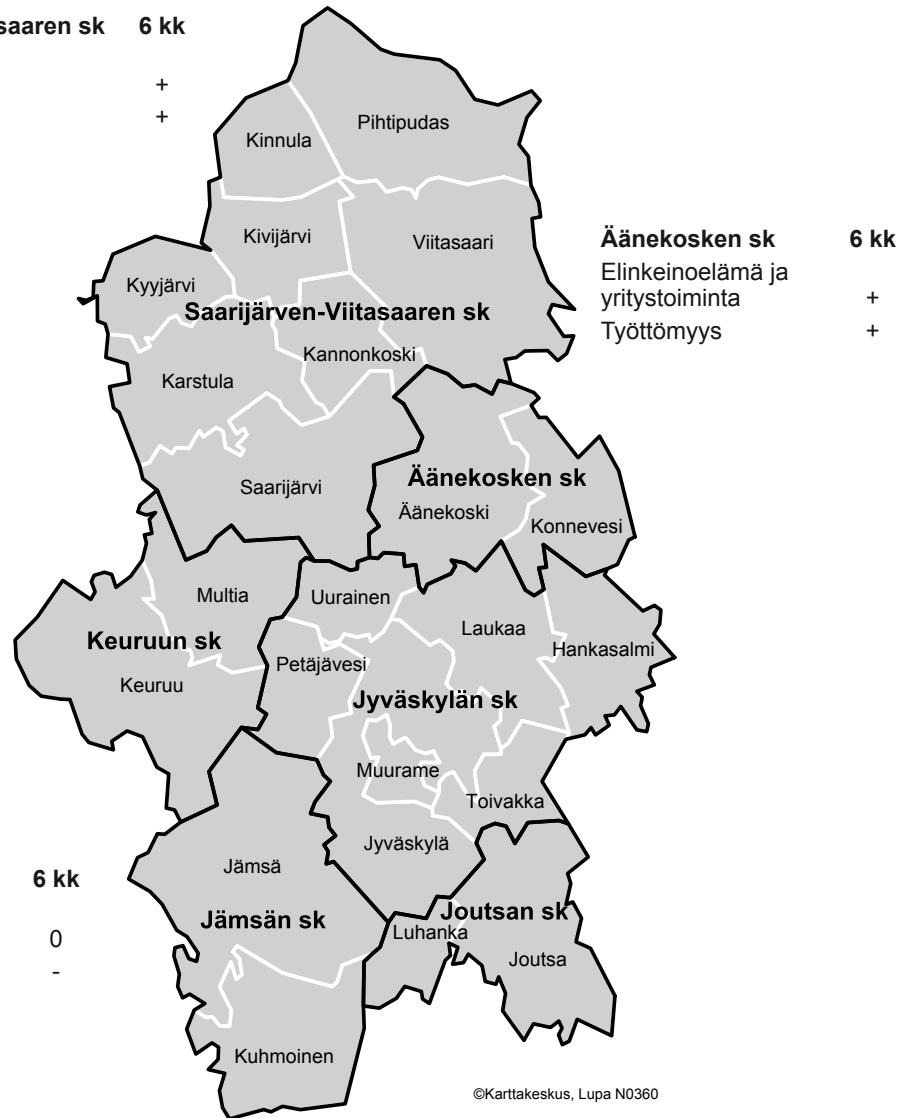 saaren sk 6 kk
+
+
Pihtipudas
Kinnula
Kivijärvi
Viitasaari
Äänekosken sk 6 kk
Elinkeinoelämä ja
yritystoiminta +
Työttömyys +
Kyyjärvi
Saarijärven-Viitasaaren sk
Kannonkoski
Karstula
Saarijärvi
Äänekosken sk
Äänekoski
Konnevesi
Multia
Uurainen
Laukaa
Keuruun sk
Hankasalmi
Petäjävesi
Keuruu
Jyväskylän sk
Muurame
Toivakka
Jyväskylä
Jämsä
6 kk
0
-
Jämsän sk
Joutsan sk
Luhanka
Joutsa
Kuhmoinen
©Karttakeskus, Lupa N0360